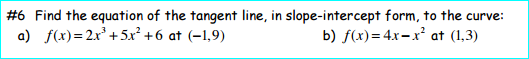 #6 Find the equation of the tangent line, in slope-intercept form, to the curve:
a) f(x)=2x³+5x²+6 at (−1,9) b) f(x)=4x−x² at (1,3)